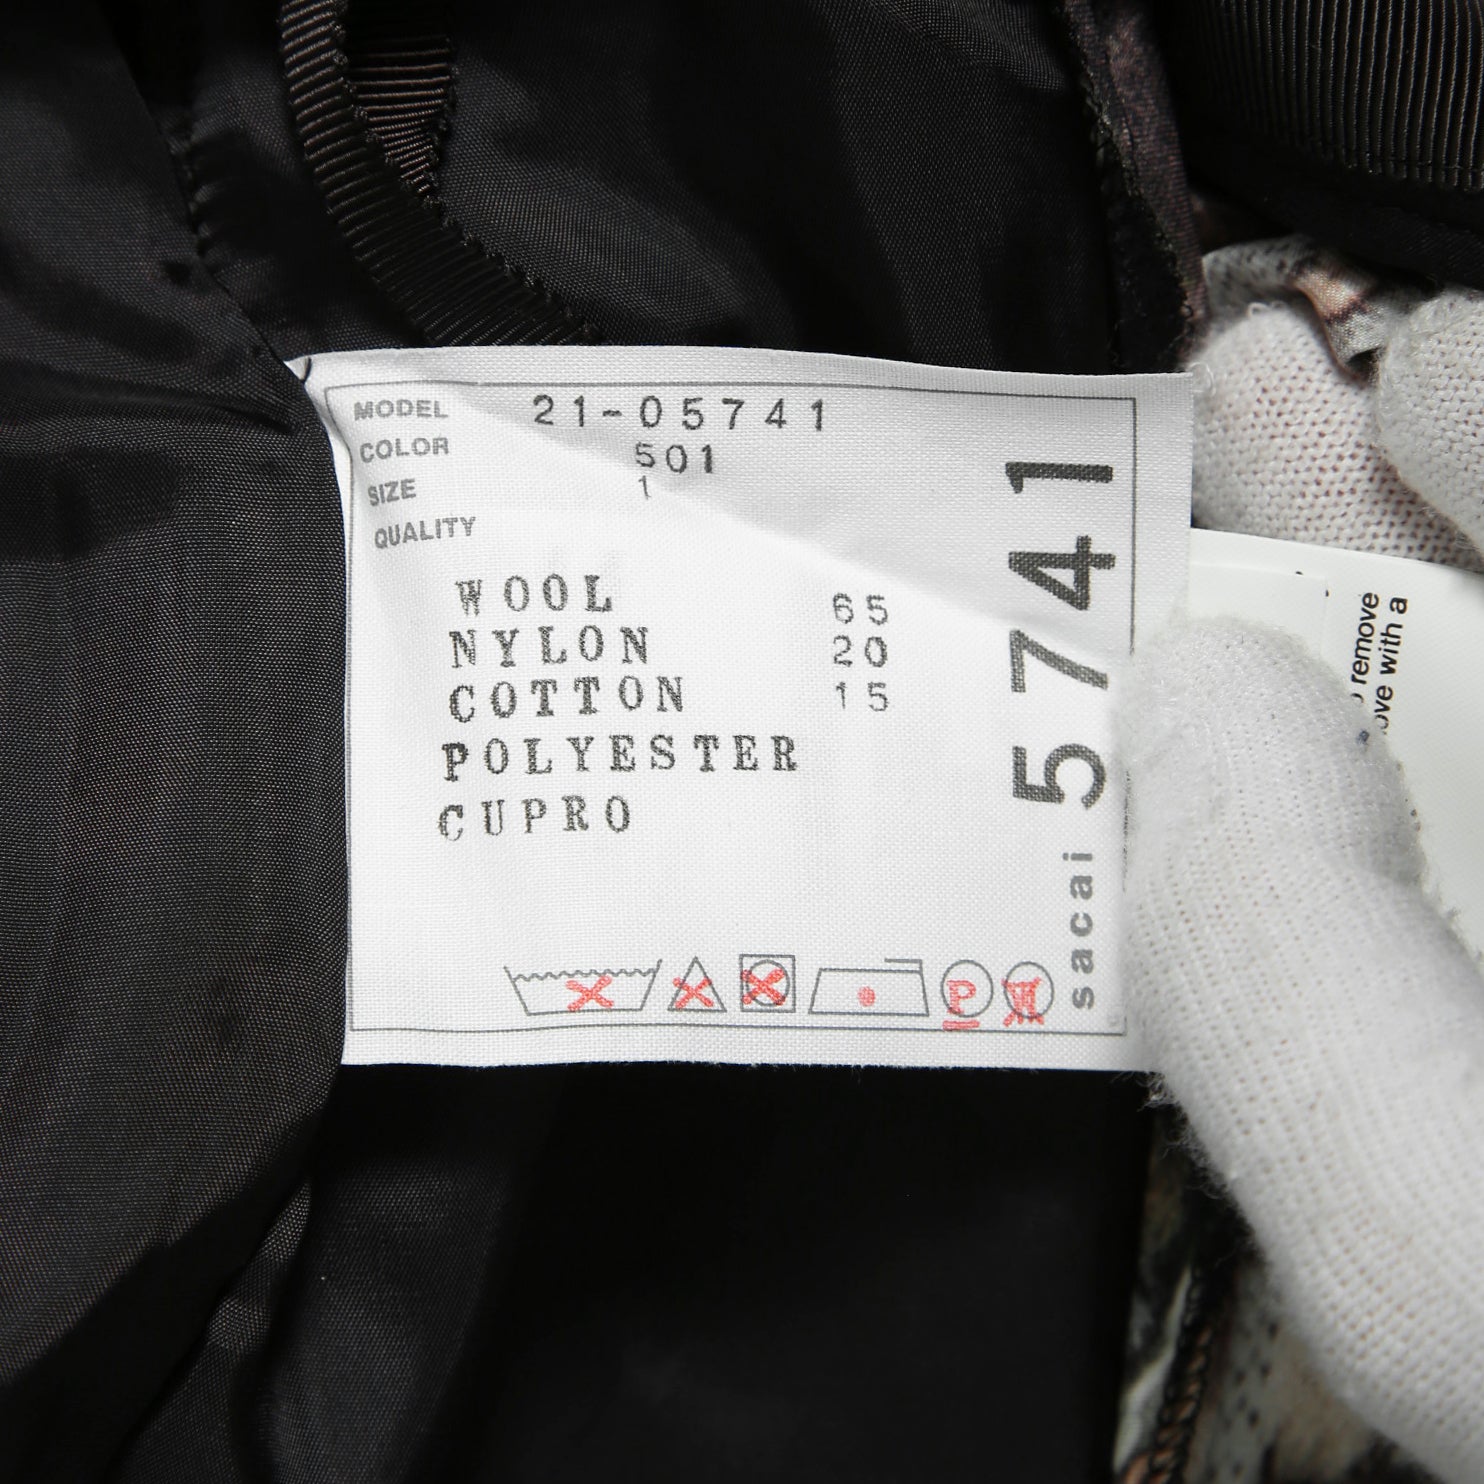 MODEL 21-05741
COLOR 501
SIZE 1
QUALITY
WOOL 65
NYLON 20
COTTON 15
POLYESTER
CUPRO
5741
sacai
P
remove
ove with a